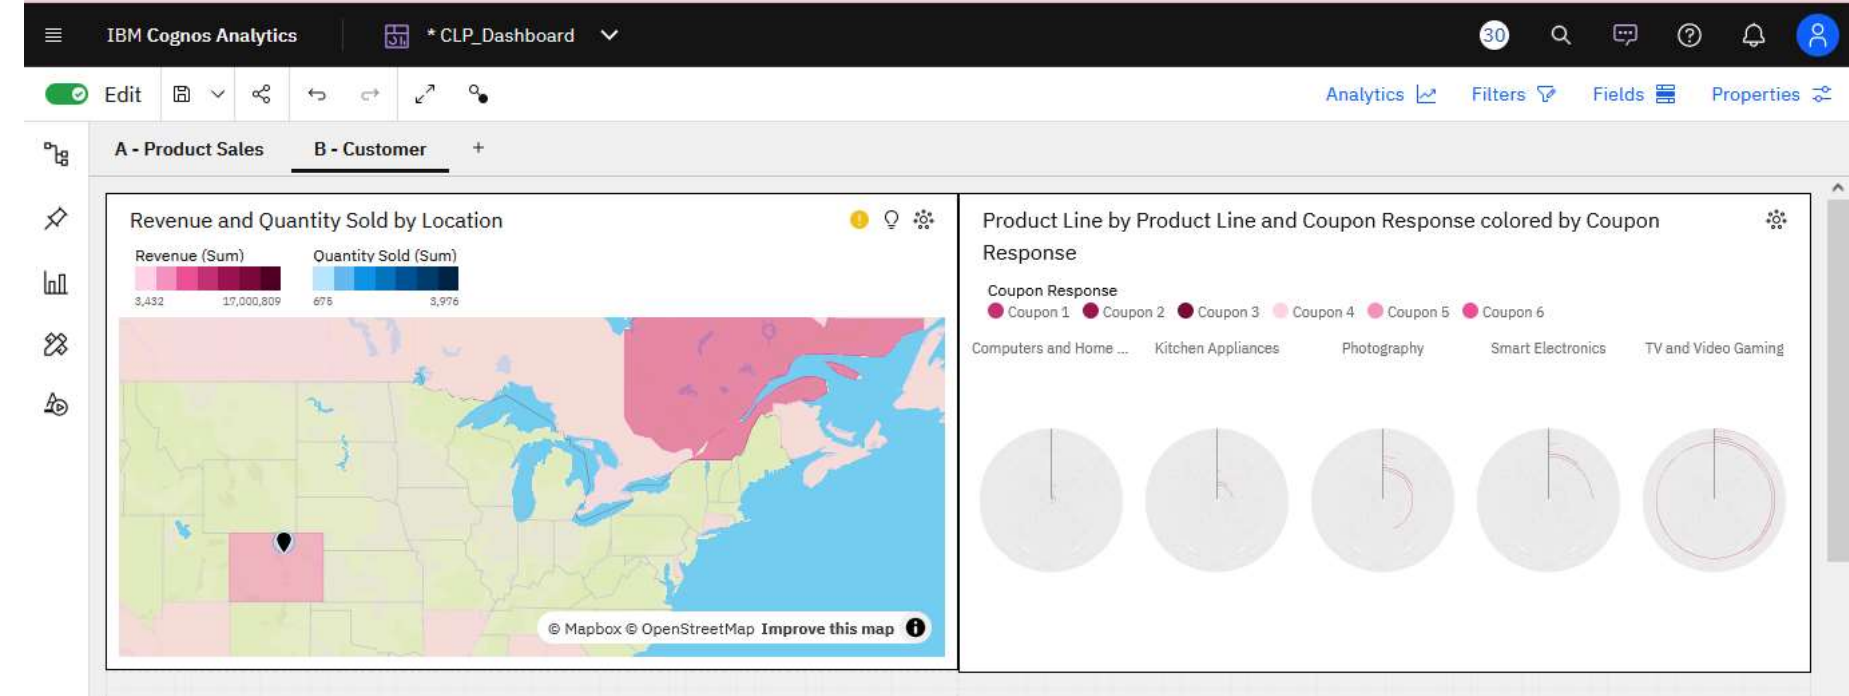 IBM Cognos Analytics
* CLP_Dashboard
30
Edit
Analytics
Filters
Fields
Properties
A - Product Sales
B - Customer
+
Revenue and Quantity Sold by Location
Revenue (Sum)
Quantity Sold (Sum)
3,432 17,000,809
675 3,976
© Mapbox © OpenStreetMap Improve this map
Product Line by Product Line and Coupon Response colored by Coupon
Response
Coupon Response
Coupon 1 Coupon 2 Coupon 3 Coupon 4 Coupon 5 Coupon 6
Computers and Home ... Kitchen Appliances Photography Smart Electronics TV and Video Gaming